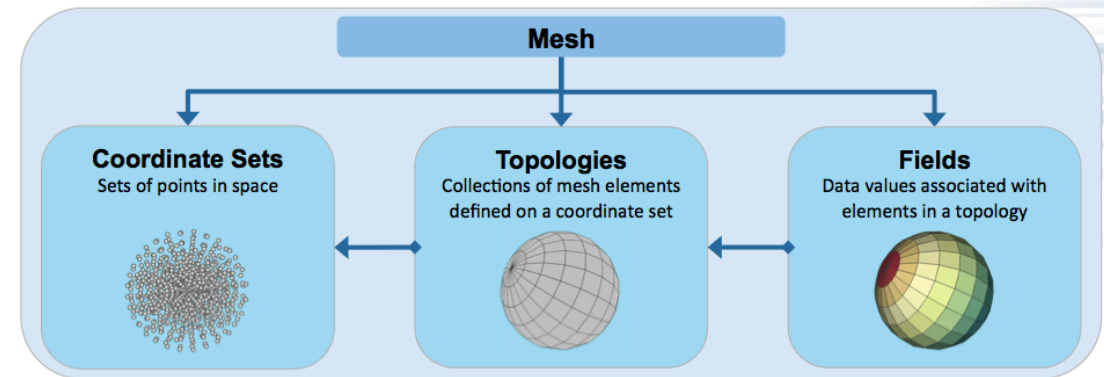 Mesh
Coordinate Sets
Sets of points in space
Topologies
Collections of mesh elements
defined on a coordinate set
Fields
Data values associated with
elements in a topology